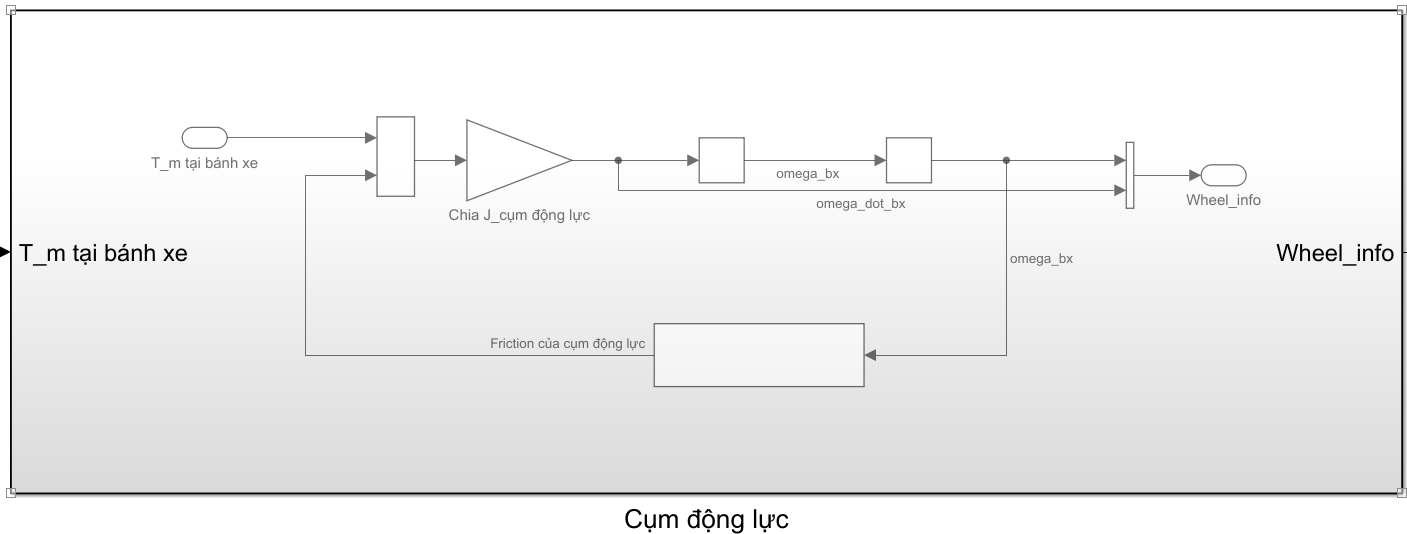 T_m tại bánh xe
Chia J_cụm động lực
omega_bx
omega_dot_bx
Wheel_info
T_m tại bánh xe
Wheel_info
omega_bx
Friction của cụm động lực
Cụm động lực